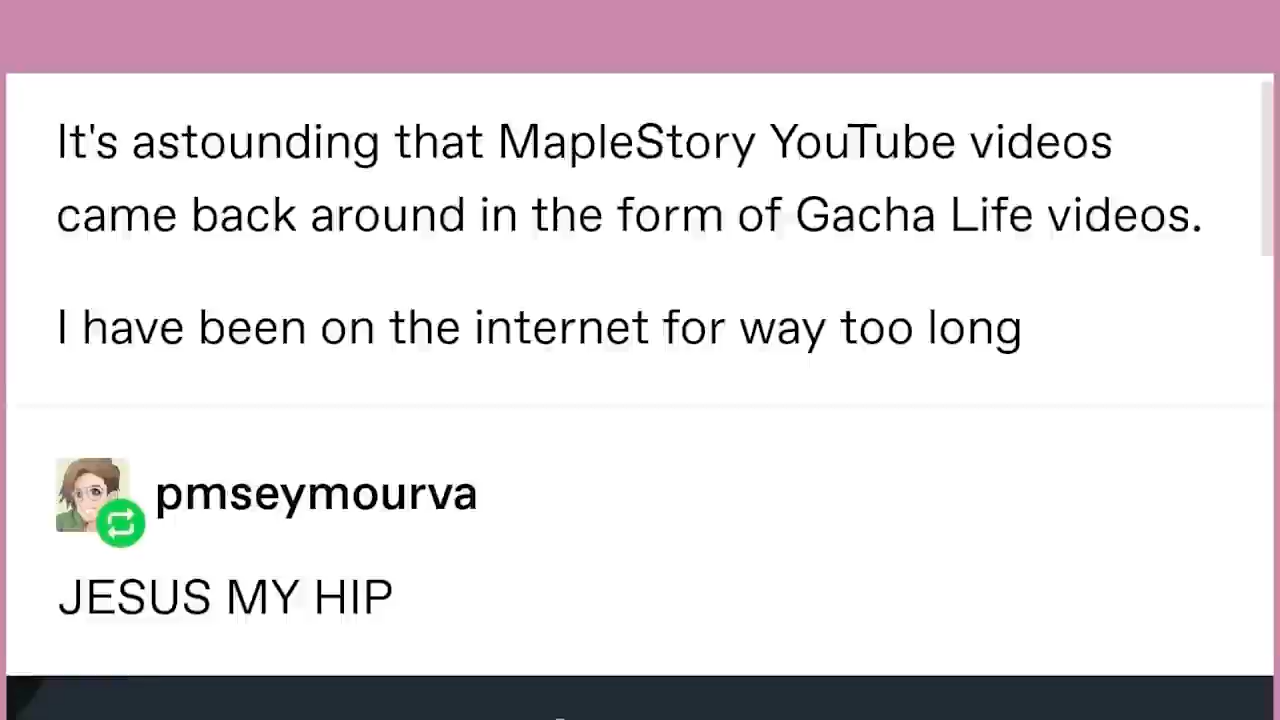 It's astounding that MapleStory YouTube videos
came back around in the form of Gacha Life videos.
I have been on the internet for way too long
pmseymourva
JESUS MY HIP